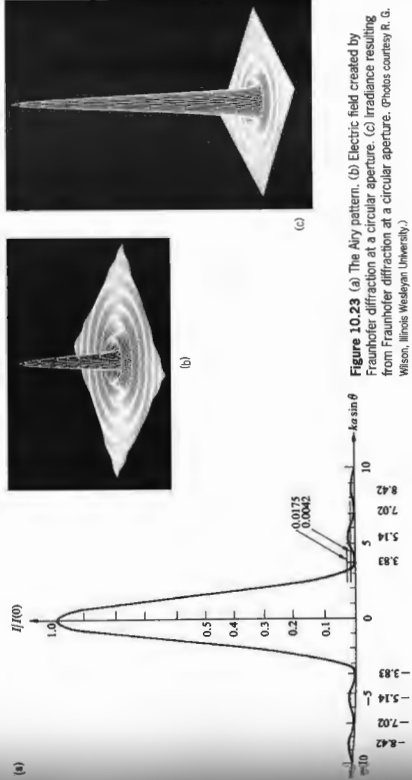 (a)
I/I(0)
1.0
0.5
0.4
0.3
0.2
0.1
0.0175
0.0042
ka sin θ
−10
−5
0
5
10
−8.42
−7.02
−5.14
−3.83
3.83
5.14
7.02
8.42
(b)
(c)
Figure 10.23 (a) The Airy pattern. (b) Electric field created by
Fraunhofer diffraction at a circular aperture. (c) Irradiance resulting
from Fraunhofer diffraction at a circular aperture. (Photos courtesy R. G.
Wilson, Illinois Wesleyan University.)